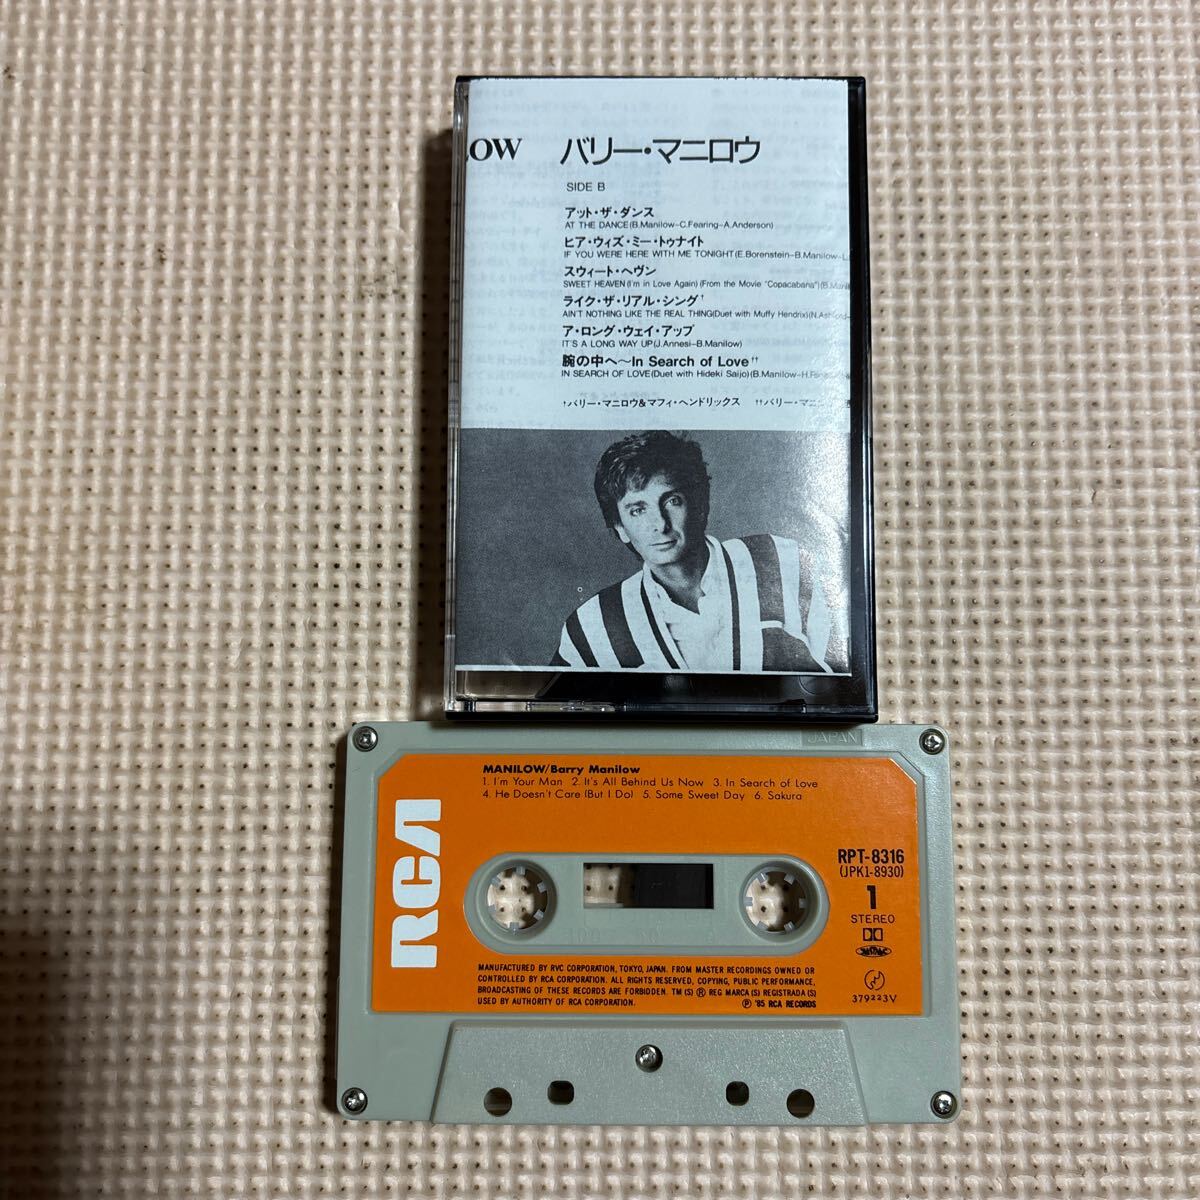 LOW バリー・マニロウ
SIDE B
アット・ザ・ダンス
AT THE DANCE(B.Manilow-C.Fearing-A.Anderson)
ヒア・ウィズ・ミー・トゥナイト
IF YOU WERE HERE WITH ME TONIGHT(E.Borenstein-B.Manilow-L
スウィート・ヘヴン
SWEET HEAVEN(I'm in Love Again)(From the Movie "Copacabana")(B.Manil
ライク・ザ・リアル・シング†
AIN'T NOTHING LIKE THE REAL THING(Duet with Muffy Hendrix)(N.Ashford-
ア・ロング・ウェイ・アップ
IT'S A LONG WAY UP(J.Annesi-B.Manilow)
腕の中へ〜In Search of Love††
IN SEARCH OF LOVE(Duet with Hideki Saijo)(B.Manilow-H.
†バリー・マニロウ&マフィ・ヘンドリックス ††バリー・マニ
JAPAN
MANILOW/Barry Manilow
1. I'm Your Man 2. It's All Behind Us Now 3. In Search of Love
4. He Doesn't Care (But I Do) 5. Some Sweet Day 6. Sakura
RCA
RPT-8316
(JPK1-8930)
1
STEREO
100 50
MANUFACTURED BY RVC CORPORATION, TOKYO, JAPAN. FROM MASTER RECORDINGS OWNED OR
CONTROLLED BY RCA CORPORATION. ALL RIGHTS RESERVED, COPYING, PUBLIC PERFORMANCE,
BROADCASTING OF THESE RECORDS ARE FORBIDDEN. TM (S) ® REG MARCA (S) REGISTRADA (S)
USED BY AUTHORITY OF RCA CORPORATION.
℗ '85 RCA RECORDS
379223V